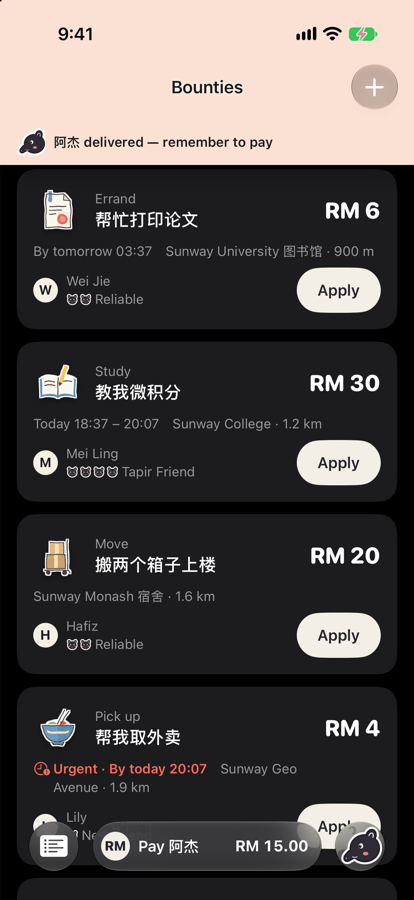 9:41
Bounties
阿杰 delivered — remember to pay
Errand
帮忙打印论文
RM 6
By tomorrow 03:37 Sunway University 图书馆 · 900 m
W
Wei Jie
Reliable
Apply
Study
教我微积分
RM 30
Today 18:37 – 20:07 Sunway College · 1.2 km
M
Mei Ling
Tapir Friend
Apply
Move
搬两个箱子上楼
RM 20
Sunway Monash 宿舍 · 1.6 km
H
Hafiz
Reliable
Apply
Pick up
帮我取外卖
RM 4
Urgent · By today 20:07 Sunway Geo
Avenue · 1.9 km
Lily
Apply
RM
Pay 阿杰
RM 15.00